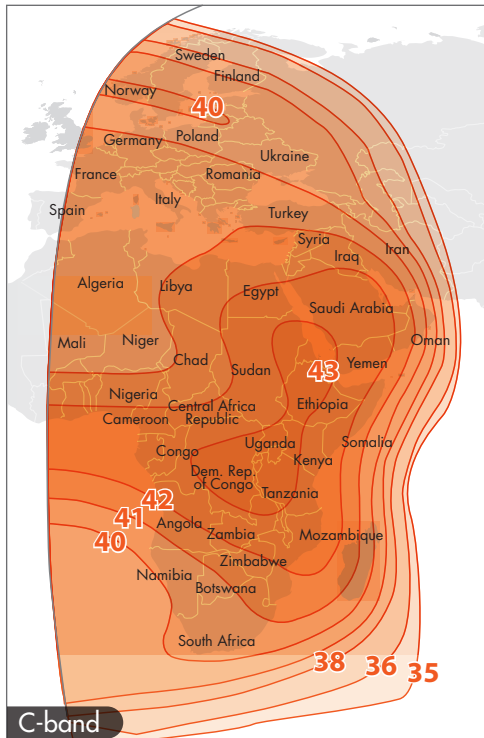 Sweden
Finland
Norway
40
Germany
Poland
Ukraine
France
Romania
Italy
Spain
Turkey
Syria
Iraq
Iran
Algeria
Libya
Egypt
Saudi Arabia
Mali
Niger
Oman
Chad
Sudan
43
Yemen
Nigeria
Central Africa
Republic
Ethiopia
Cameroon
Uganda
Somalia
Congo
Kenya
Dem. Rep.
of Congo
Tanzania
42
41
Angola
40
Zambia
Mozambique
Zimbabwe
Namibia
Botswana
South Africa
38
36
35
C-band